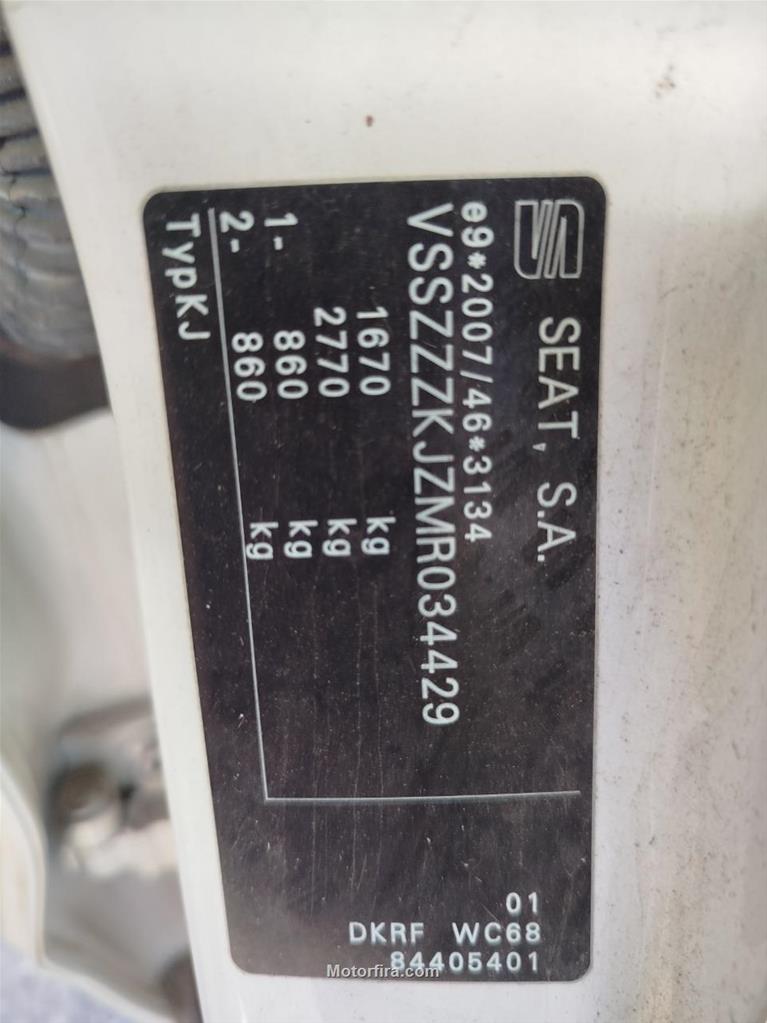 SEAT, S.A.
e9*2007/46*3134
VSSZZZKJZMR034429
1670 kg
2770 kg
1- 860 kg
2- 860 kg
TypKJ
01
DKRF WC68
84405401
Motorfira.com